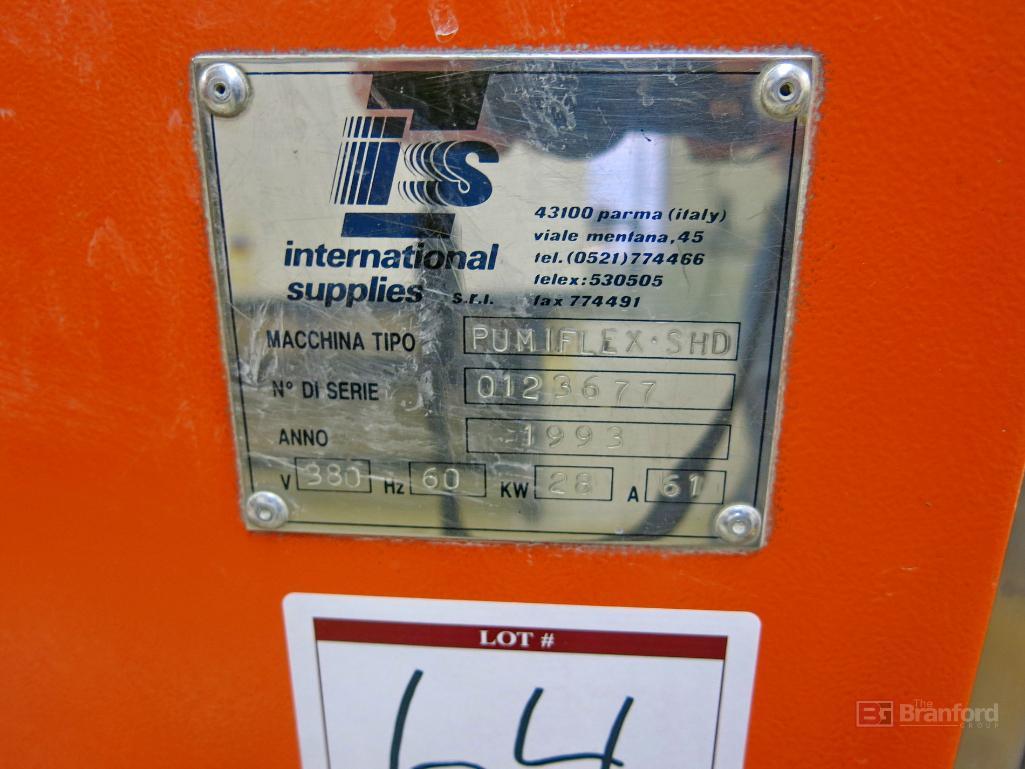 is
43100 parma (italy)
viale mentana, 45
tel. (0521) 774466
telex: 530505
fax 774491
international
supplies s.r.l.
MACCHINA TIPO PUMIFLEX·SHD
N° DI SERIE 0123677
ANNO 1993
V 380 Hz 60 KW 28 A 61
LOT #
64
BG The Branford GROUP